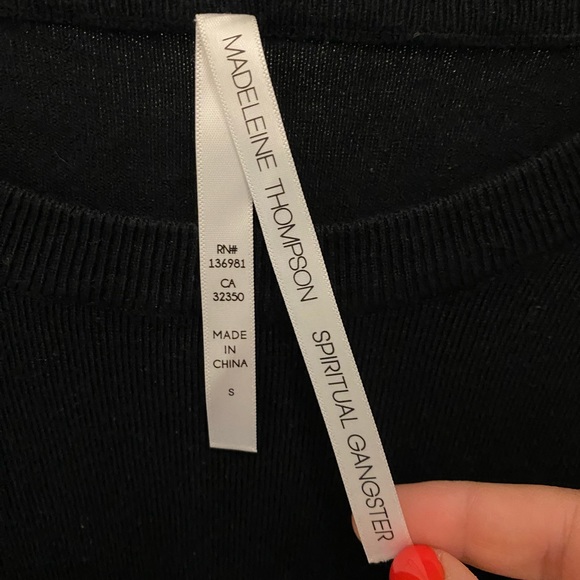 MADELEINE THOMPSON SPIRITUAL GANGSTER
RN#
136981
CA
32350
MADE
IN
CHINA
S